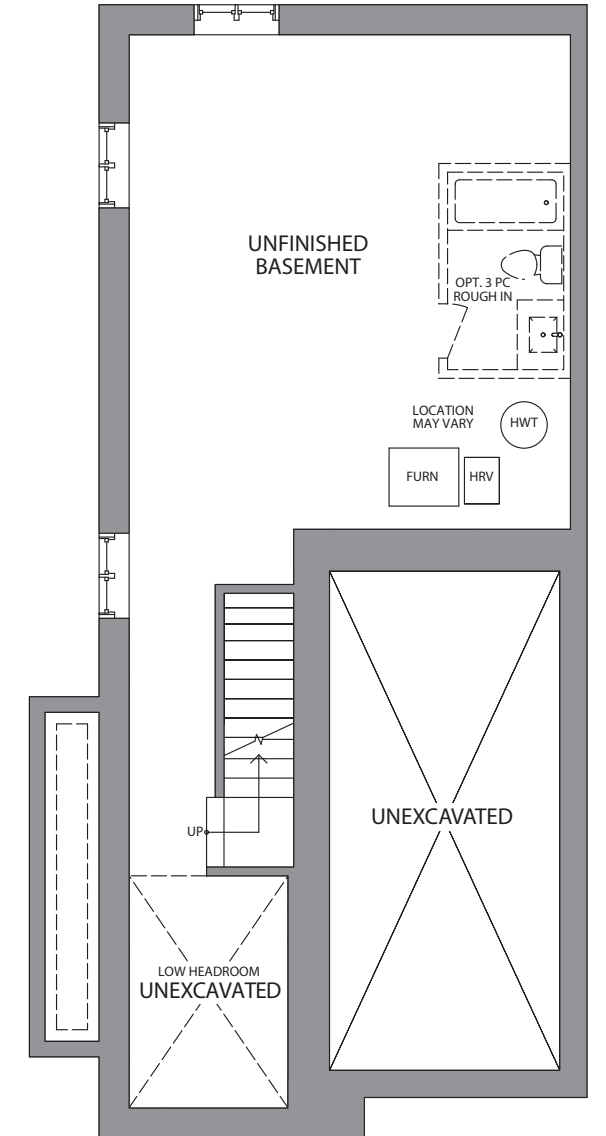 UNFINISHED
BASEMENT
OPT. 3 PC
ROUGH IN
LOCATION
MAY VARY
HWT
FURN
HRV
UP
UNEXCAVATED
LOW HEADROOM
UNEXCAVATED